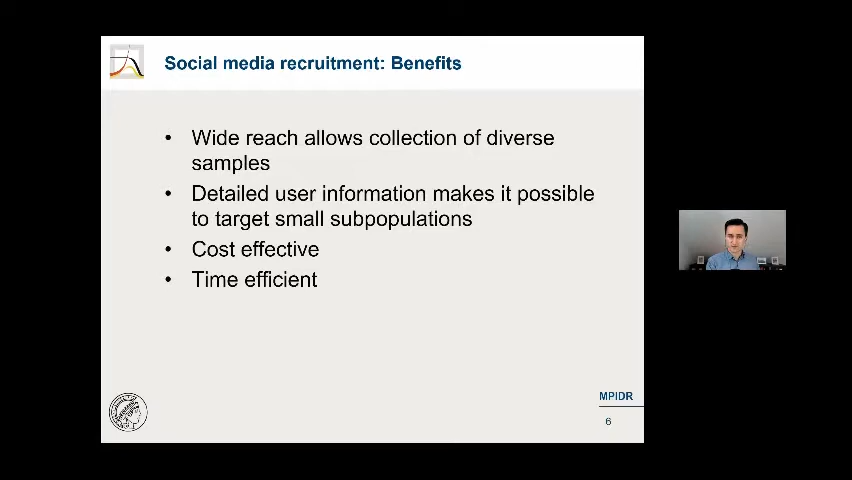 Social media recruitment: Benefits
• Wide reach allows collection of diverse
samples
• Detailed user information makes it possible
to target small subpopulations
• Cost effective
• Time efficient
MPIDR
6